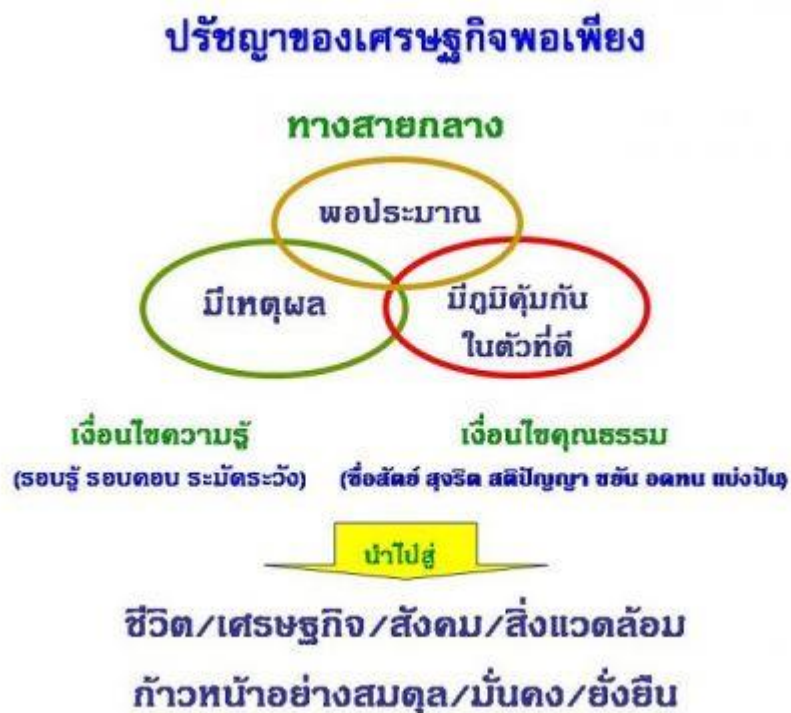 ปรัชญาของเศรษฐกิจพอเพียง
ทางสายกลาง
พอประมาณ
มีเหตุผล
มีภูมิคุ้มกัน
ในตัวที่ดี
เงื่อนไขความรู้
(รอบรู้ รอบคอบ ระมัดระวัง)
เงื่อนไขคุณธรรม
(ซื่อสัตย์ สุจริต สติปัญญา ขยัน อดทน แบ่งปัน)
นำไปสู่
ชีวิต/เศรษฐกิจ/สังคม/สิ่งแวดล้อม
ก้าวหน้าอย่างสมดุล/มั่นคง/ยั่งยืน